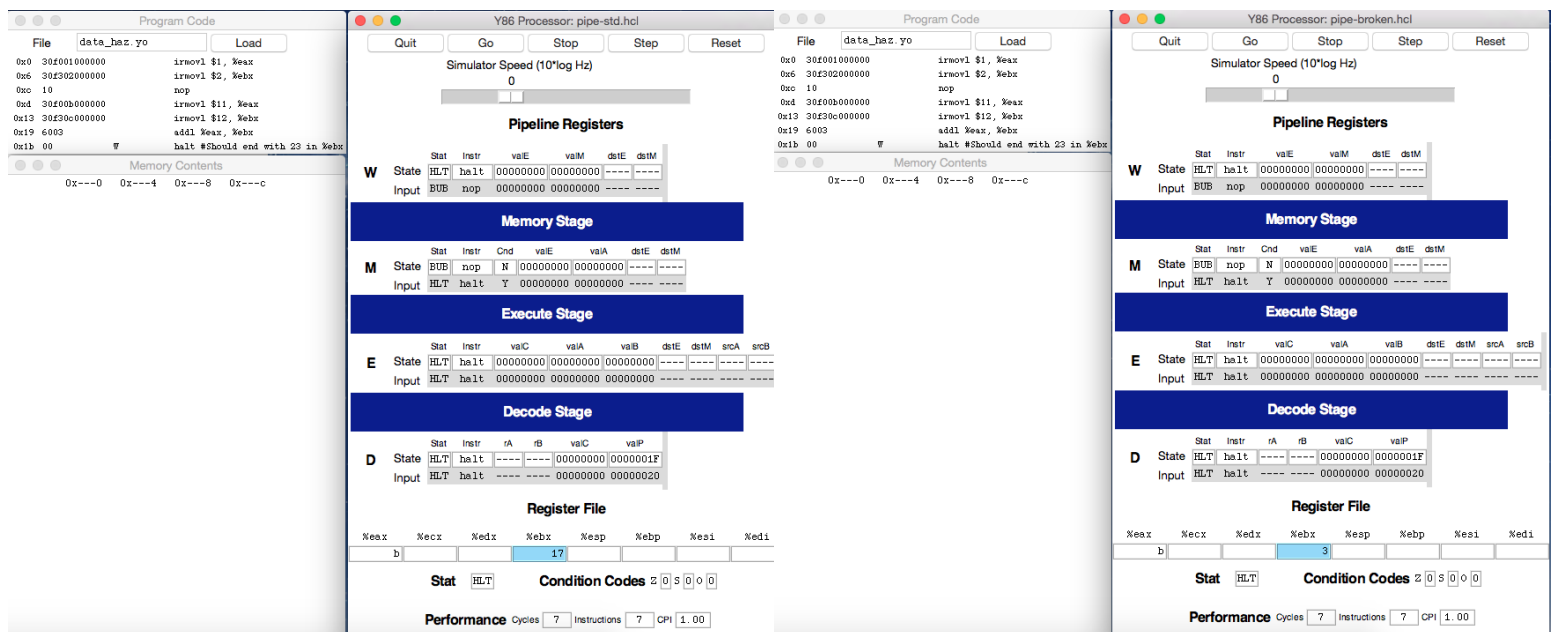 Program Code
File data_haz.yo Load
0x0 30f001000000 irmovl $1, %eax
0x6 30f302000000 irmovl $2, %ebx
0xc 10 nop
0xd 30f00b000000 irmovl $11, %eax
0x13 30f30c000000 irmovl $12, %ebx
0x19 6003 addl %eax, %ebx
0x1b 00 W halt #Should end with 23 in %ebx
Memory Contents
0x---0 0x---4 0x---8 0x---c
Y86 Processor: pipe-std.hcl
Quit Go Stop Step Reset
Simulator Speed (10*log Hz)
0
Pipeline Registers
Stat Instr valE valM dstE dstM
W State HLT halt 00000000 00000000 ---- ----
Input BUB nop 00000000 00000000 ---- ----
Memory Stage
Stat Instr Cnd valE valA dstE dstM
M State BUB nop N 00000000 00000000 ---- ----
Input HLT halt Y 00000000 00000000 ---- ----
Execute Stage
Stat Instr valC valA valB dstE dstM srcA srcB
E State HLT halt 00000000 00000000 00000000 ---- ---- ---- ----
Input HLT halt 00000000 00000000 00000000 ---- ---- ---- ----
Decode Stage
Stat Instr rA rB valC valP
D State HLT halt ---- ---- 00000000 0000001F
Input HLT halt ---- ---- 00000000 00000020
Register File
%eax %ecx %edx %ebx %esp %ebp %esi %edi
b 17
Stat HLT Condition Codes Z 0 S 0 O 0
Performance Cycles 7 Instructions 7 CPI 1.00
Program Code
File data_haz.yo Load
0x0 30f001000000 irmovl $1, %eax
0x6 30f302000000 irmovl $2, %ebx
0xc 10 nop
0xd 30f00b000000 irmovl $11, %eax
0x13 30f30c000000 irmovl $12, %ebx
0x19 6003 addl %eax, %ebx
0x1b 00 W halt #Should end with 23 in %ebx
Memory Contents
0x---0 0x---4 0x---8 0x---c
Y86 Processor: pipe-broken.hcl
Quit Go Stop Step Reset
Simulator Speed (10*log Hz)
0
Pipeline Registers
Stat Instr valE valM dstE dstM
W State HLT halt 00000000 00000000 ---- ----
Input BUB nop 00000000 00000000 ---- ----
Memory Stage
Stat Instr Cnd valE valA dstE dstM
M State BUB nop N 00000000 00000000 ---- ----
Input HLT halt Y 00000000 00000000 ---- ----
Execute Stage
Stat Instr valC valA valB dstE dstM srcA srcB
E State HLT halt 00000000 00000000 00000000 ---- ---- ---- ----
Input HLT halt 00000000 00000000 00000000 ---- ---- ---- ----
Decode Stage
Stat Instr rA rB valC valP
D State HLT halt ---- ---- 00000000 0000001F
Input HLT halt ---- ---- 00000000 00000020
Register File
%eax %ecx %edx %ebx %esp %ebp %esi %edi
b 3
Stat HLT Condition Codes Z 0 S 0 O 0
Performance Cycles 7 Instructions 7 CPI 1.00